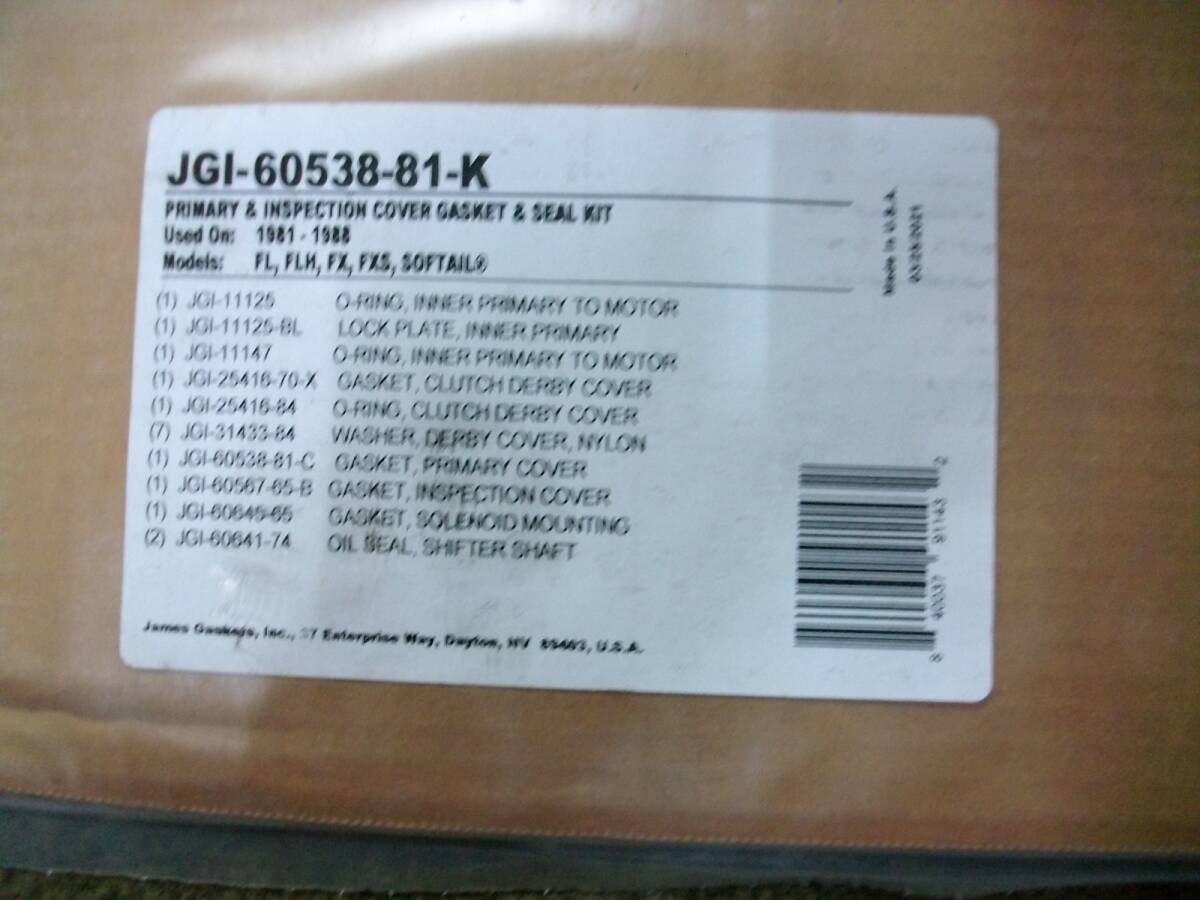 JGI-60538-81-K
PRIMARY & INSPECTION COVER GASKET & SEAL KIT
Used On: 1981 - 1988
Models: FL, FLH, FX, FXS, SOFTAIL®
(1) JGI-11125 O-RING, INNER PRIMARY TO MOTOR
(1) JGI-11125-BL LOCK PLATE, INNER PRIMARY
(1) JGI-11147 O-RING, INNER PRIMARY TO MOTOR
(1) JGI-25416-70-X GASKET, CLUTCH DERBY COVER
(1) JGI-25416-84 O-RING, CLUTCH DERBY COVER
(7) JGI-31433-84 WASHER, DERBY COVER, NYLON
(1) JGI-60538-81-C GASKET, PRIMARY COVER
(1) JGI-60567-65-B GASKET, INSPECTION COVER
(1) JGI-60645-65 GASKET, SOLENOID MOUNTING
(2) JGI-60641-74 OIL SEAL, SHIFTER SHAFT
James Gaskets, Inc., 37 Enterprise Way, Dayton, NV 89403, U.S.A.
Made in U.S.A.
8 40037 2